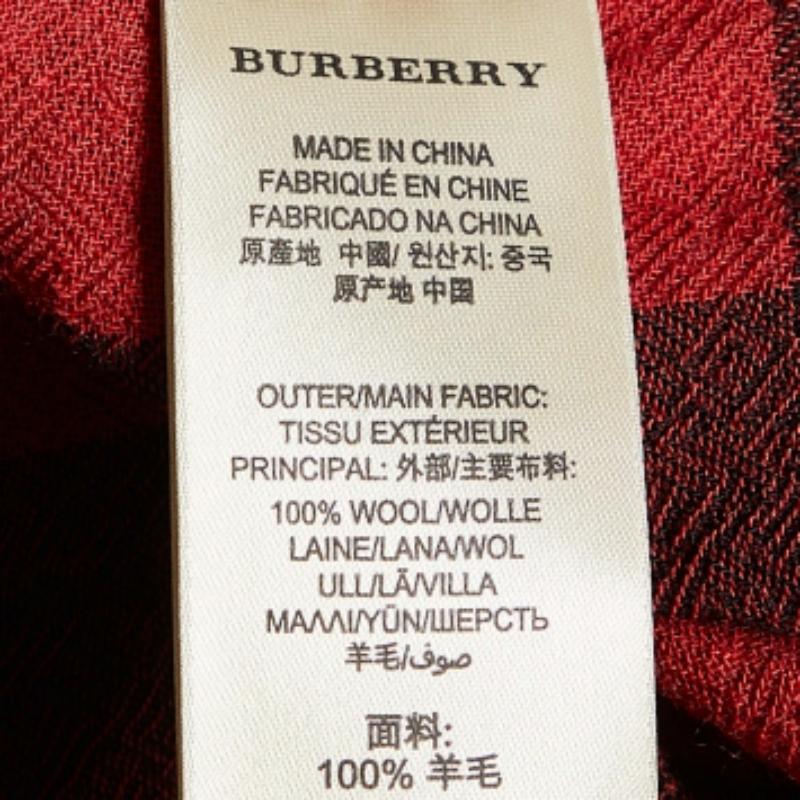 BURBERRY
MADE IN CHINA
FABRIQUÉ EN CHINE
FABRICADO NA CHINA
原產地 中國/ 원산지: 중국
原产地 中国
OUTER/MAIN FABRIC:
TISSU EXTÉRIEUR
PRINCIPAL: 外部/主要布料:
100% WOOL/WOLLE
LAINE/LANA/WOL
ULL/LÃ/VILLA
ΜΑΛΛΙ/YÜN/ШЕРСТЬ
羊毛/صوف
面料:
100% 羊毛